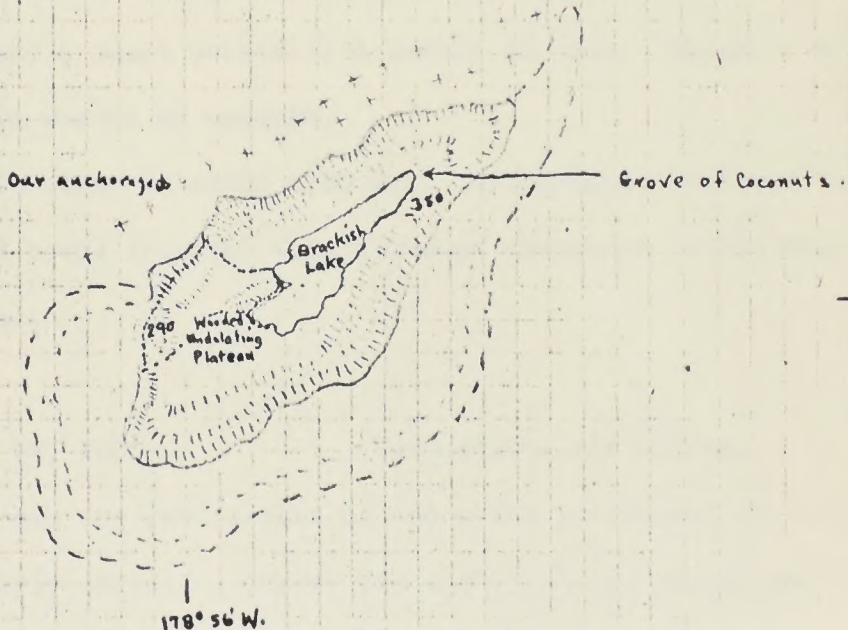 Our anchorage
Grove of Coconuts.
350
Brackish
Lake
290
Wooded
Undulating
Plateau
178° 56' W.